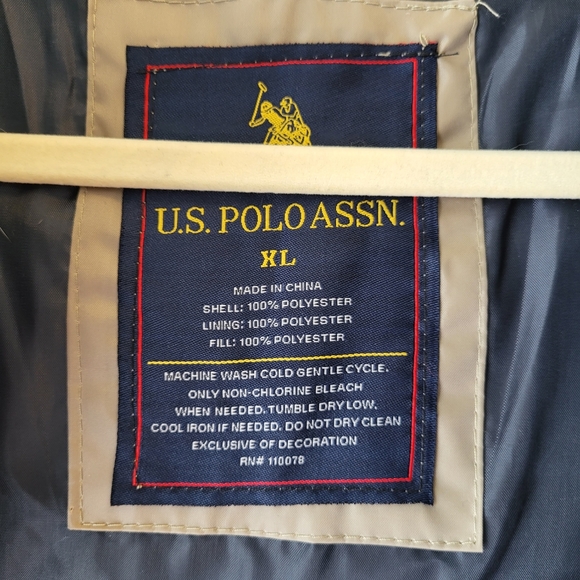 U.S. POLO ASSN.
XL
MADE IN CHINA
SHELL: 100% POLYESTER
LINING: 100% POLYESTER
FILL: 100% POLYESTER
MACHINE WASH COLD GENTLE CYCLE.
ONLY NON-CHLORINE BLEACH
WHEN NEEDED. TUMBLE DRY LOW.
COOL IRON IF NEEDED. DO NOT DRY CLEAN
EXCLUSIVE OF DECORATION
RN# 110078